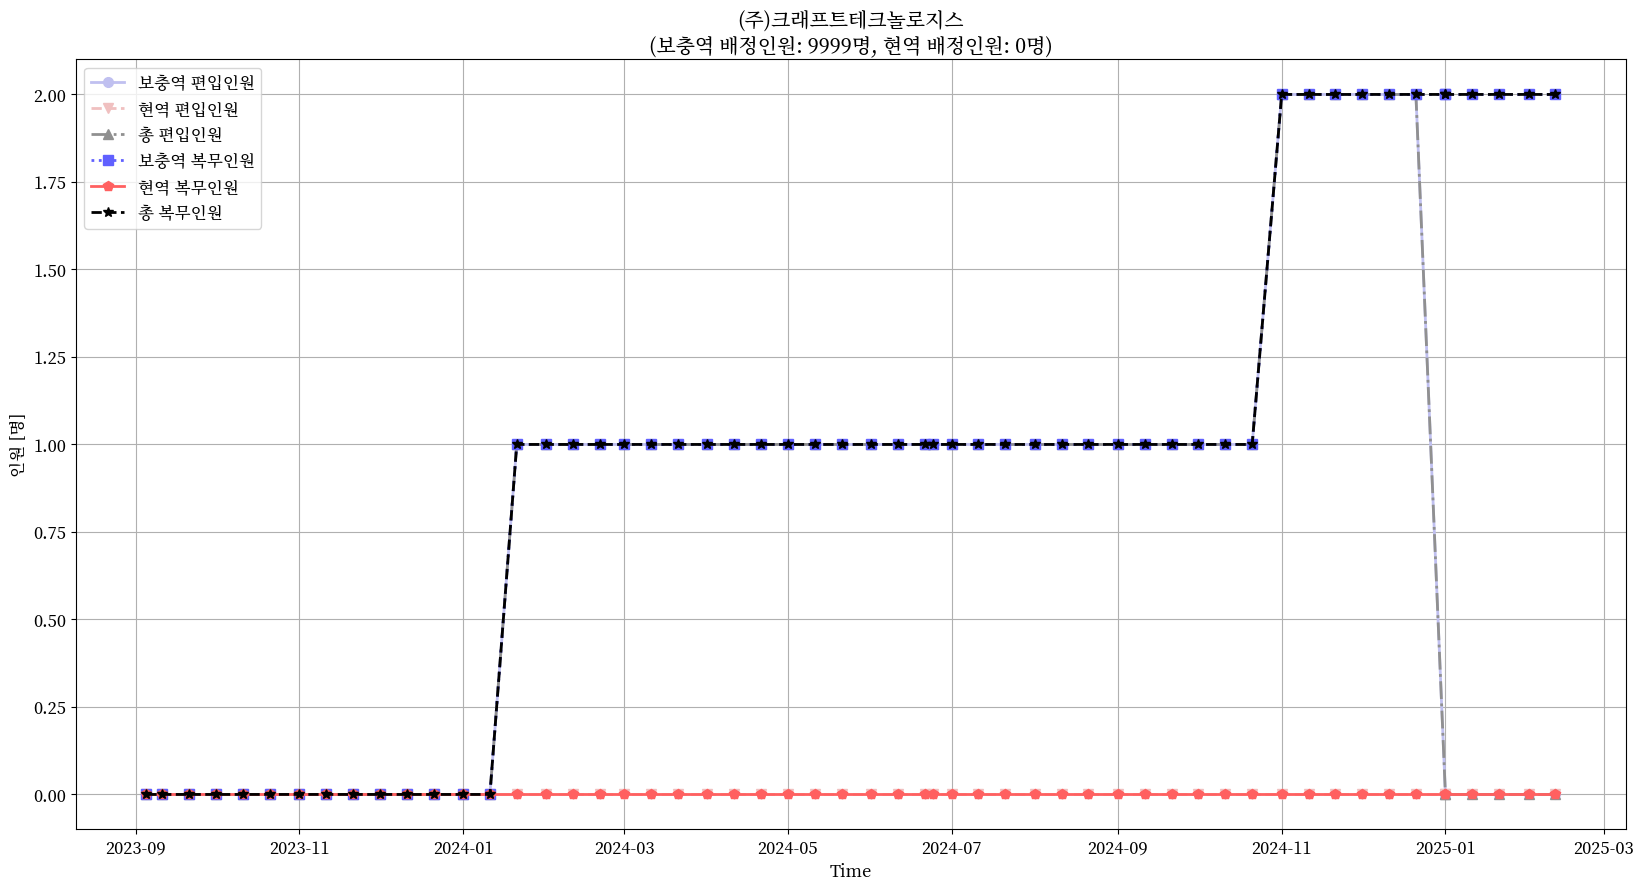 (주)크래프트테크놀로지스
(보충역 배정인원: 9999명, 현역 배정인원: 0명)
보충역 편입인원
현역 편입인원
총 편입인원
보충역 복무인원
현역 복무인원
총 복무인원
2.00
1.75
1.50
1.25
1.00
0.75
0.50
0.25
0.00
인원 [명]
2023-09
2023-11
2024-01
2024-03
2024-05
2024-07
2024-09
2024-11
2025-01
2025-03
Time